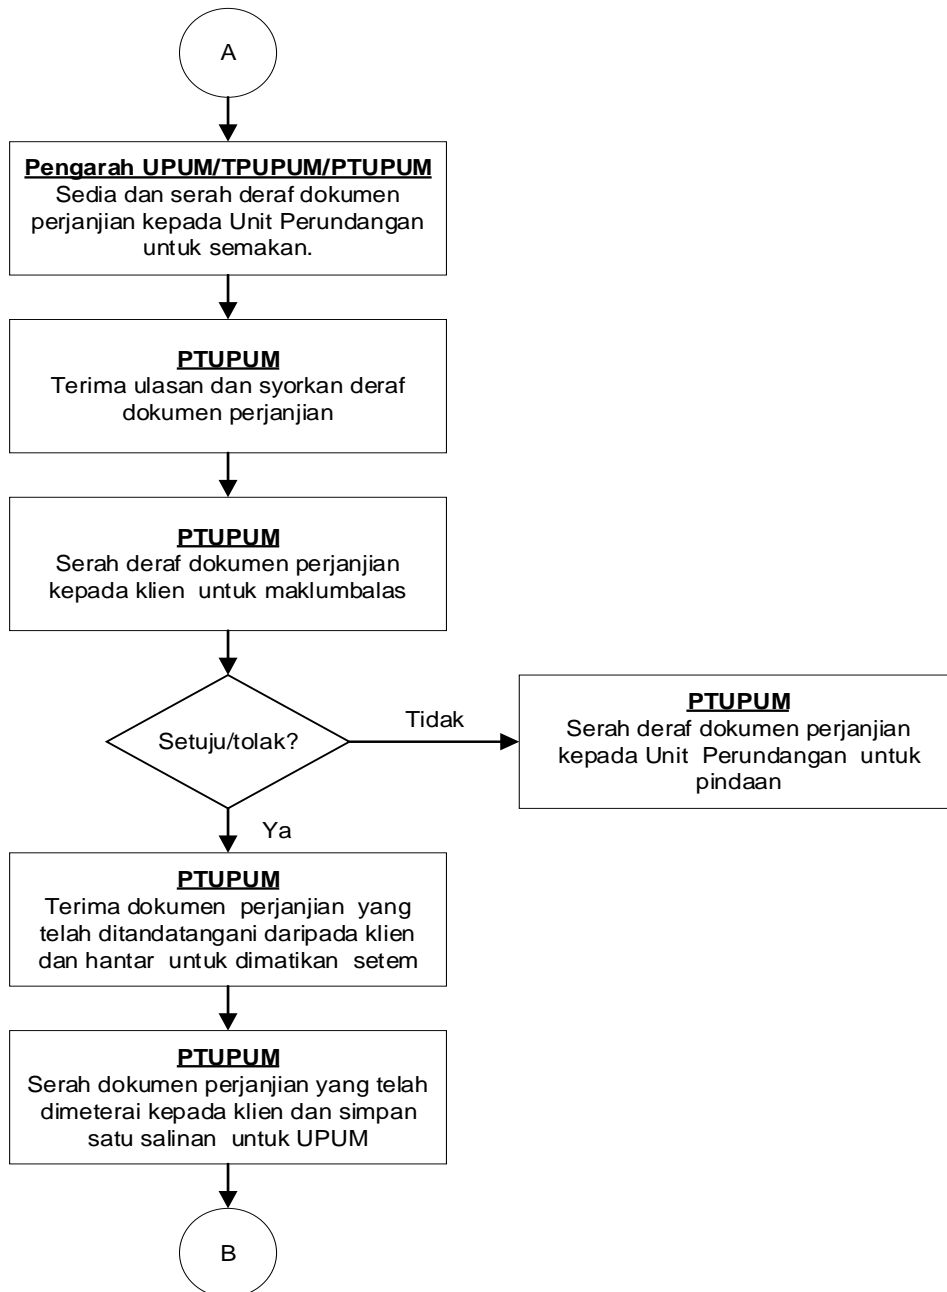 A
Pengarah UPUM/TPUPUM/PTUPUM
Sedia dan serah deraf dokumen
perjanjian kepada Unit Perundangan
untuk semakan.
PTUPUM
Terima ulasan dan syorkan deraf
dokumen perjanjian
PTUPUM
Serah deraf dokumen perjanjian
kepada klien untuk maklumbalas
Setuju/tolak?
Tidak
PTUPUM
Serah deraf dokumen perjanjian
kepada Unit Perundangan untuk
pindaan
Ya
PTUPUM
Terima dokumen perjanjian yang
telah ditandatangani daripada klien
dan hantar untuk dimatikan setem
PTUPUM
Serah dokumen perjanjian yang telah
dimeterai kepada klien dan simpan
satu salinan untuk UPUM
B